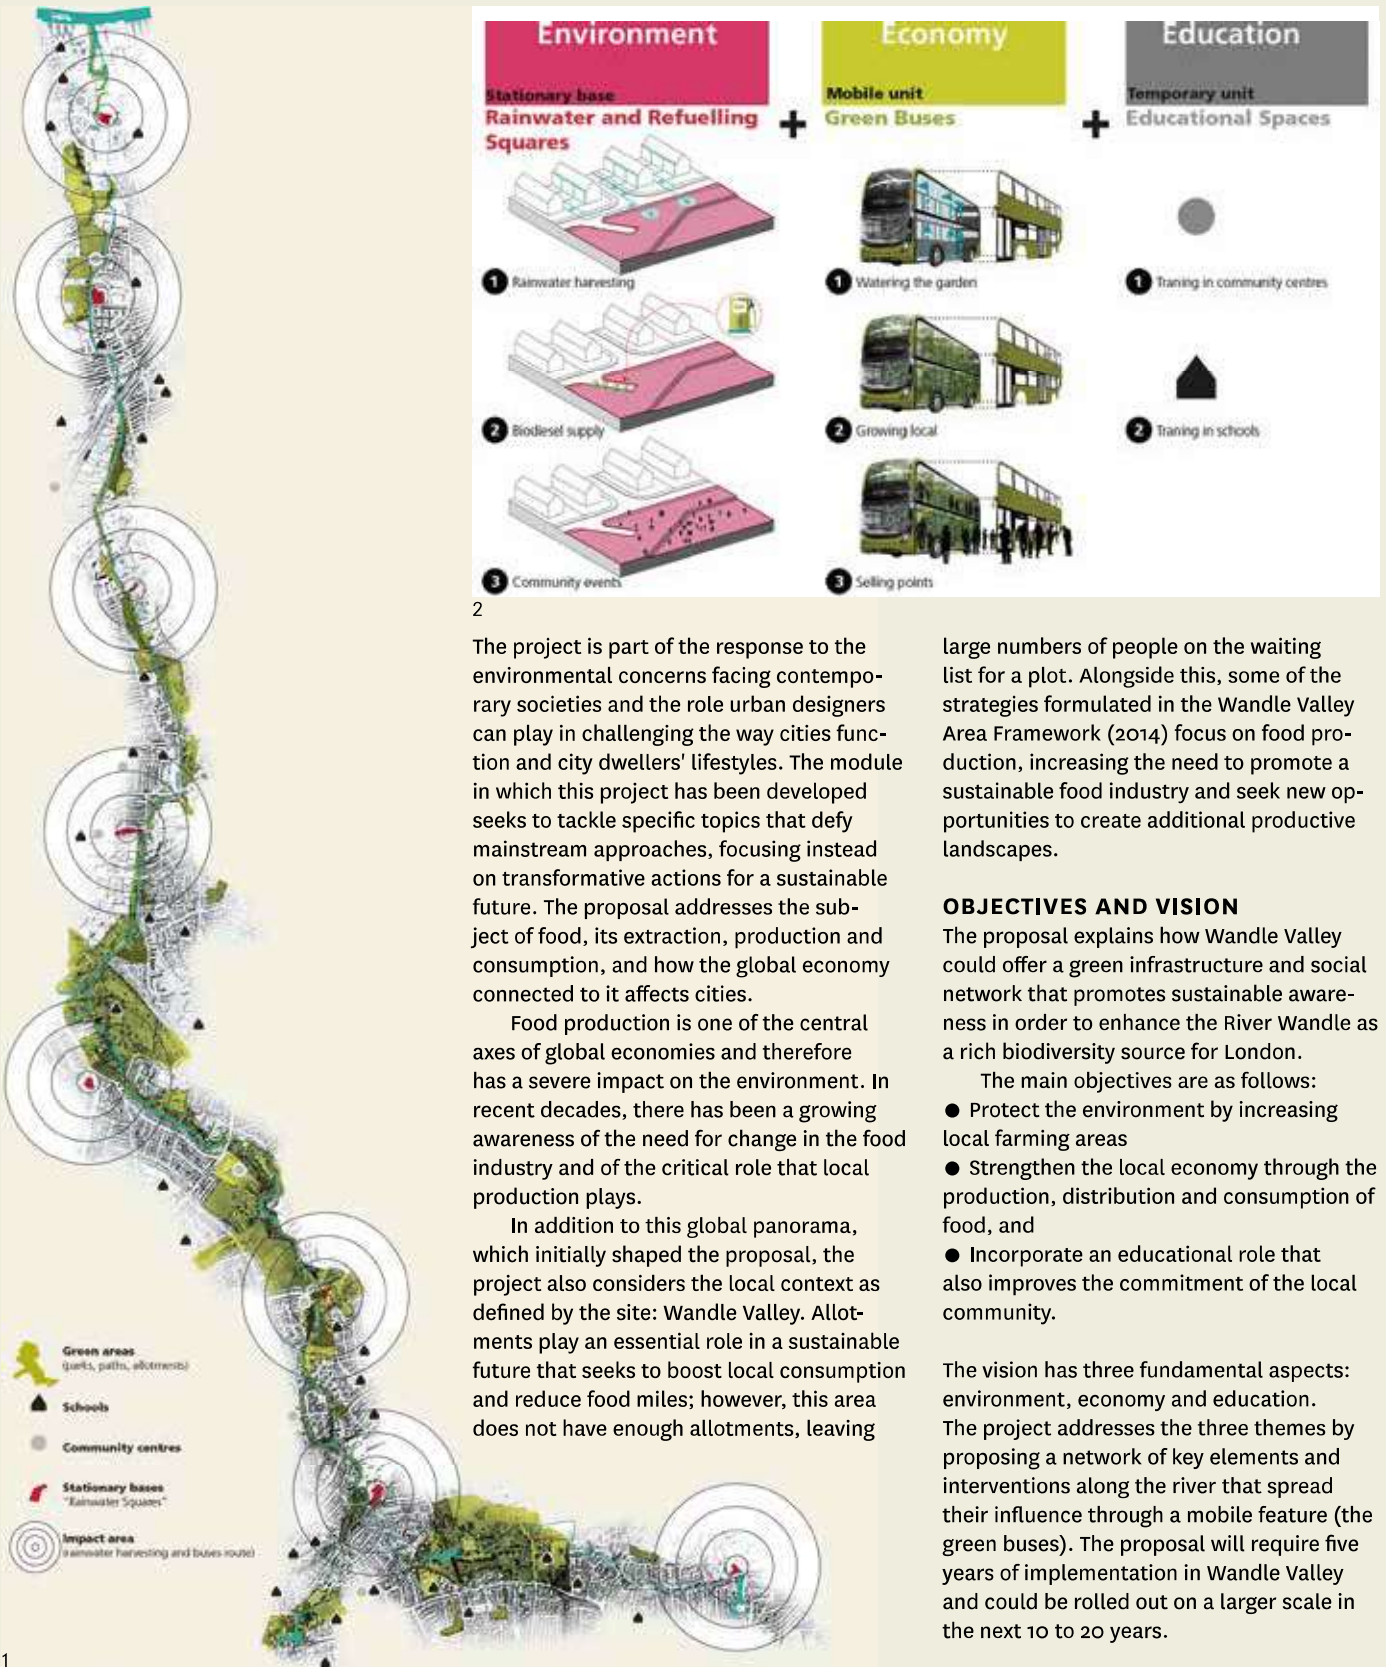 Environment
Stationary base
Rainwater and Refuelling
Squares
1 Rainwater harvesting
2 Biodiesel supply
3 Community events
+
Economy
Mobile unit
Green Buses
1 Watering the garden
2 Growing local
3 Selling points
+
Education
Temporary unit
Educational Spaces
1 Traning in community centres
2 Traning in schools
2
The project is part of the response to the
environmental concerns facing contempo-
rary societies and the role urban designers
can play in challenging the way cities func-
tion and city dwellers' lifestyles. The module
in which this project has been developed
seeks to tackle specific topics that defy
mainstream approaches, focusing instead
on transformative actions for a sustainable
future. The proposal addresses the sub-
ject of food, its extraction, production and
consumption, and how the global economy
connected to it affects cities.
Food production is one of the central
axes of global economies and therefore
has a severe impact on the environment. In
recent decades, there has been a growing
awareness of the need for change in the food
industry and of the critical role that local
production plays.
In addition to this global panorama,
which initially shaped the proposal, the
project also considers the local context as
defined by the site: Wandle Valley. Allot-
ments play an essential role in a sustainable
future that seeks to boost local consumption
and reduce food miles; however, this area
does not have enough allotments, leaving
large numbers of people on the waiting
list for a plot. Alongside this, some of the
strategies formulated in the Wandle Valley
Area Framework (2014) focus on food pro-
duction, increasing the need to promote a
sustainable food industry and seek new op-
portunities to create additional productive
landscapes.
OBJECTIVES AND VISION
The proposal explains how Wandle Valley
could offer a green infrastructure and social
network that promotes sustainable aware-
ness in order to enhance the River Wandle as
a rich biodiversity source for London.
The main objectives are as follows:
● Protect the environment by increasing
local farming areas
● Strengthen the local economy through the
production, distribution and consumption of
food, and
● Incorporate an educational role that
also improves the commitment of the local
community.
The vision has three fundamental aspects:
environment, economy and education.
The project addresses the three themes by
proposing a network of key elements and
interventions along the river that spread
their influence through a mobile feature (the
green buses). The proposal will require five
years of implementation in Wandle Valley
and could be rolled out on a larger scale in
the next 10 to 20 years.
Green areas
(parks, paths, allotments)
Schools
Community centres
Stationary bases
"Rainwater Squares"
Impact area
(rainwater harvesting and buses route)
1